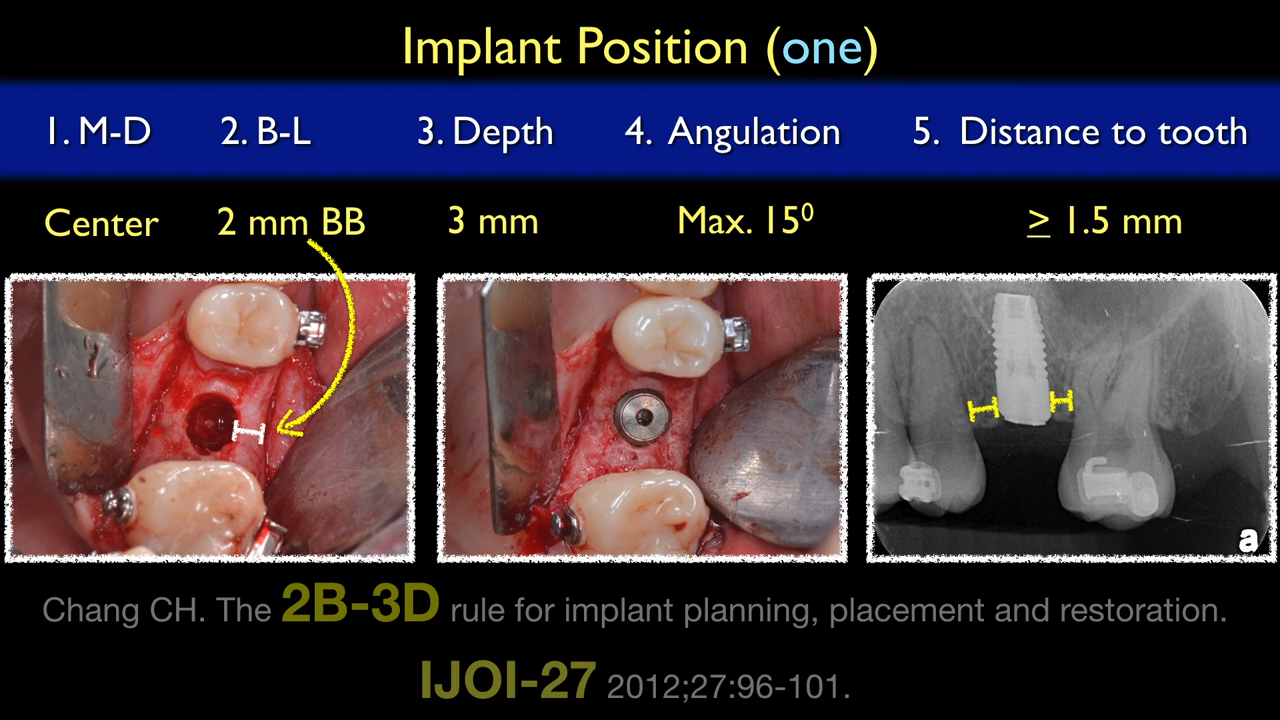 Implant Position (one)
1. M-D 2. B-L 3. Depth 4. Angulation 5. Distance to tooth
Center 2 mm BB 3 mm Max. 15⁰ ≥ 1.5 mm
a
Chang CH. The 2B-3D rule for implant planning, placement and restoration.
IJOI-27 2012;27:96-101.